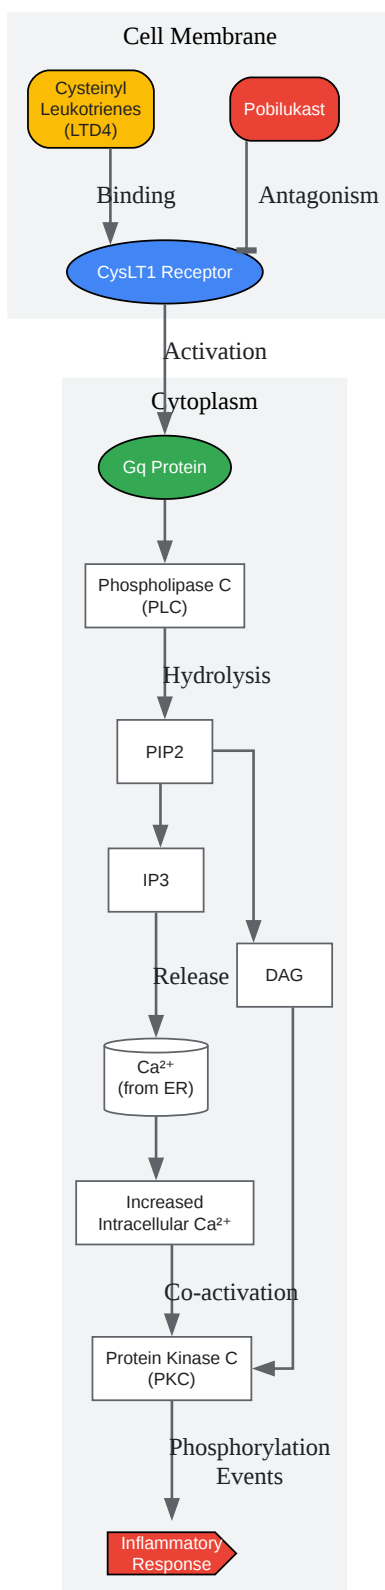 Cell Membrane
Cysteinyl
Leukotrienes
(LTD4)
Pobilukast
Binding
Antagonism
CysLT1 Receptor
Activation
Cytoplasm
Gq Protein
Phospholipase C
(PLC)
Hydrolysis
PIP2
IP3
Release
DAG
Ca²⁺
(from ER)
Increased
Intracellular Ca²⁺
Co-activation
Protein Kinase C
(PKC)
Phosphorylation
Events
Inflammatory
Response